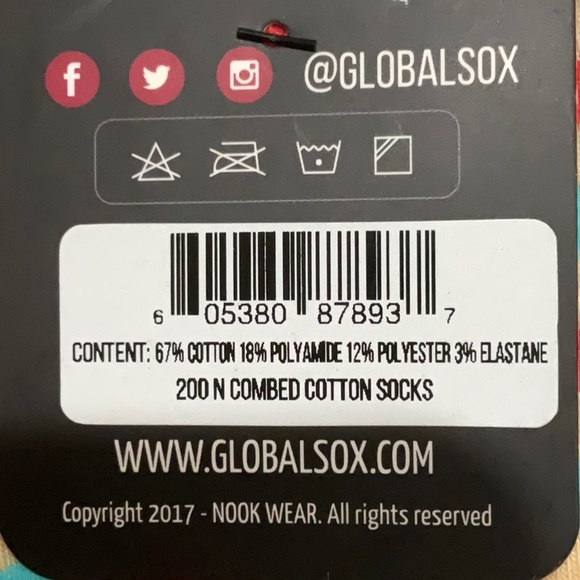 @GLOBALSOX
6 05380 87893 7
CONTENT: 67% COTTON 18% POLYAMIDE 12% POLYESTER 3% ELASTANE
200 N COMBED COTTON SOCKS
WWW.GLOBALSOX.COM
Copyright 2017 - NOOK WEAR. All rights reserved